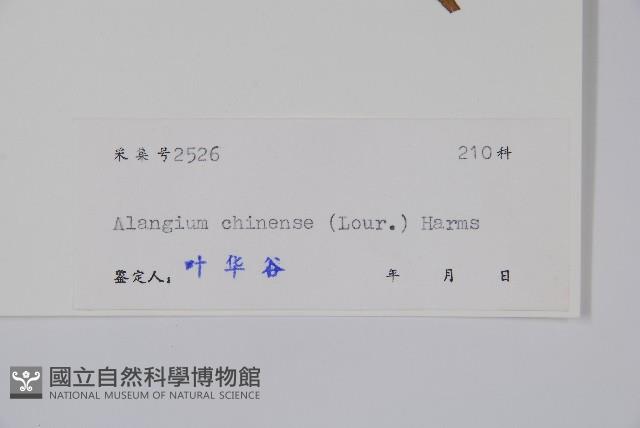 采集号2526 210科
Alangium chinense (Lour.) Harms
鉴定人: 叶华谷 年 月 日
國立自然科學博物館
NATIONAL MUSEUM OF NATURAL SCIENCE